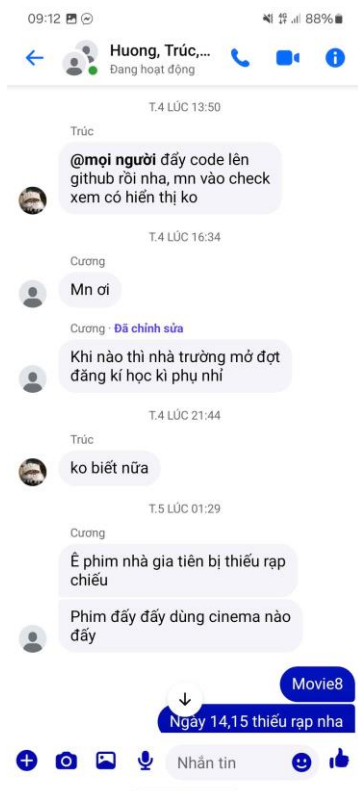 09:12
88%
Huong, Trúc,...
Đang hoạt động
T.4 LÚC 13:50
Trúc
@mọi người đẩy code lên
github rồi nha, mn vào check
xem có hiển thị ko
T.4 LÚC 16:34
Cương
Mn ơi
Cương · Đã chỉnh sửa
Khi nào thì nhà trường mở đợt
đăng kí học kì phụ nhỉ
T.4 LÚC 21:44
Trúc
ko biết nữa
T.5 LÚC 01:29
Cương
Ê phim nhà gia tiên bị thiếu rạp
chiếu
Phim đấy đấy dùng cinema nào
đấy
Movie8
Ngày 14,15 thiếu rạp nha
Nhắn tin